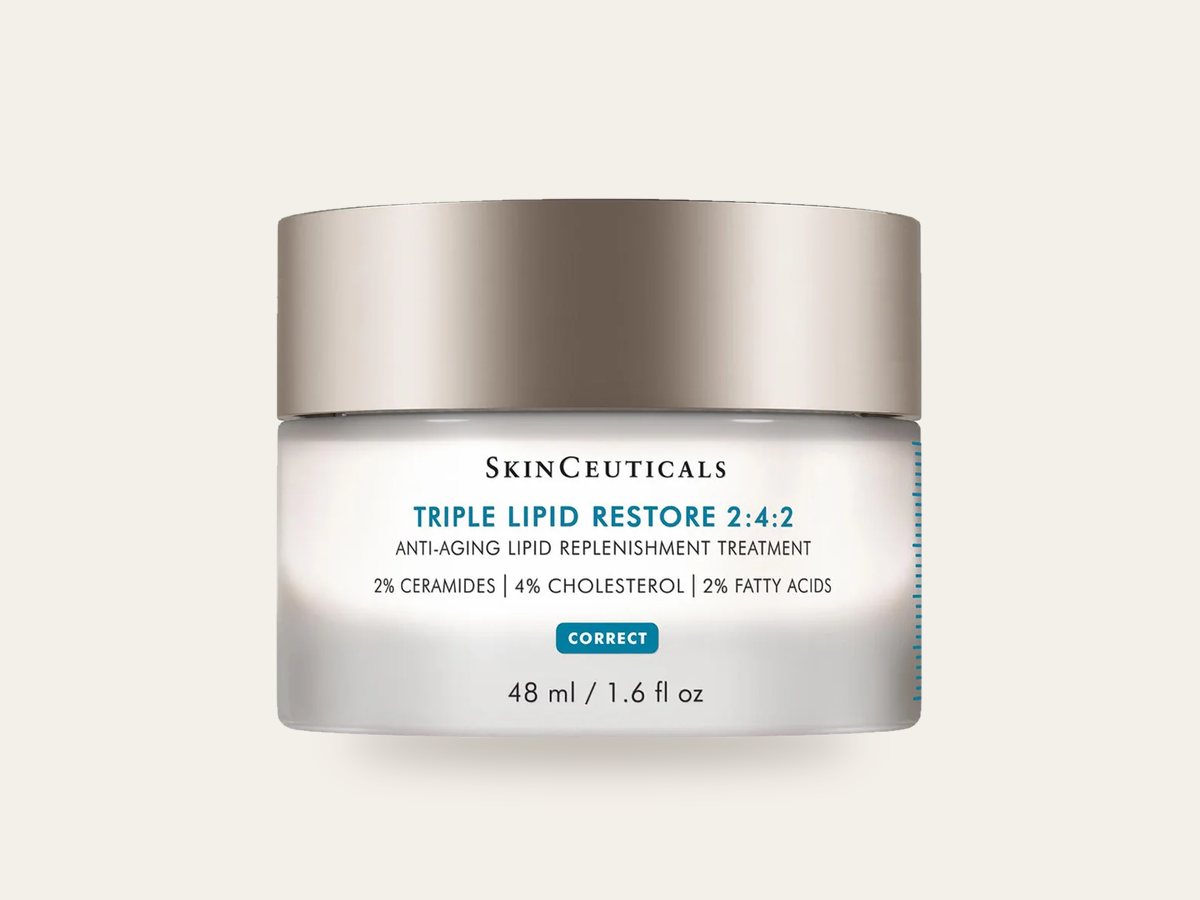 SKINCEUTICALS
TRIPLE LIPID RESTORE 2:4:2
ANTI-AGING LIPID REPLENISHMENT TREATMENT
2% CERAMIDES | 4% CHOLESTEROL | 2% FATTY ACIDS
CORRECT
48 ml / 1.6 fl oz